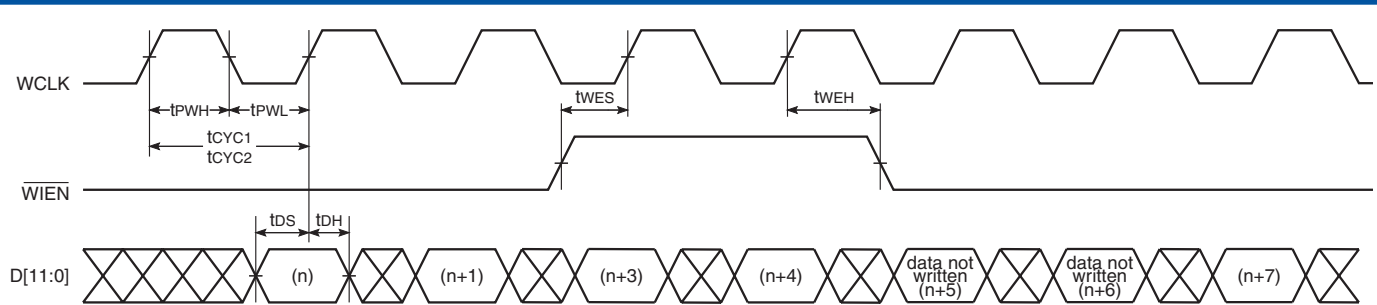 WCLK
tPWH
tPWL
tWES
tWEH
tCYC1
tCYC2
WIEN
tDS
tDH
D[11:0]
(n)
(n+1)
(n+3)
(n+4)
data not
written
(n+5)
data not
written
(n+6)
(n+7)